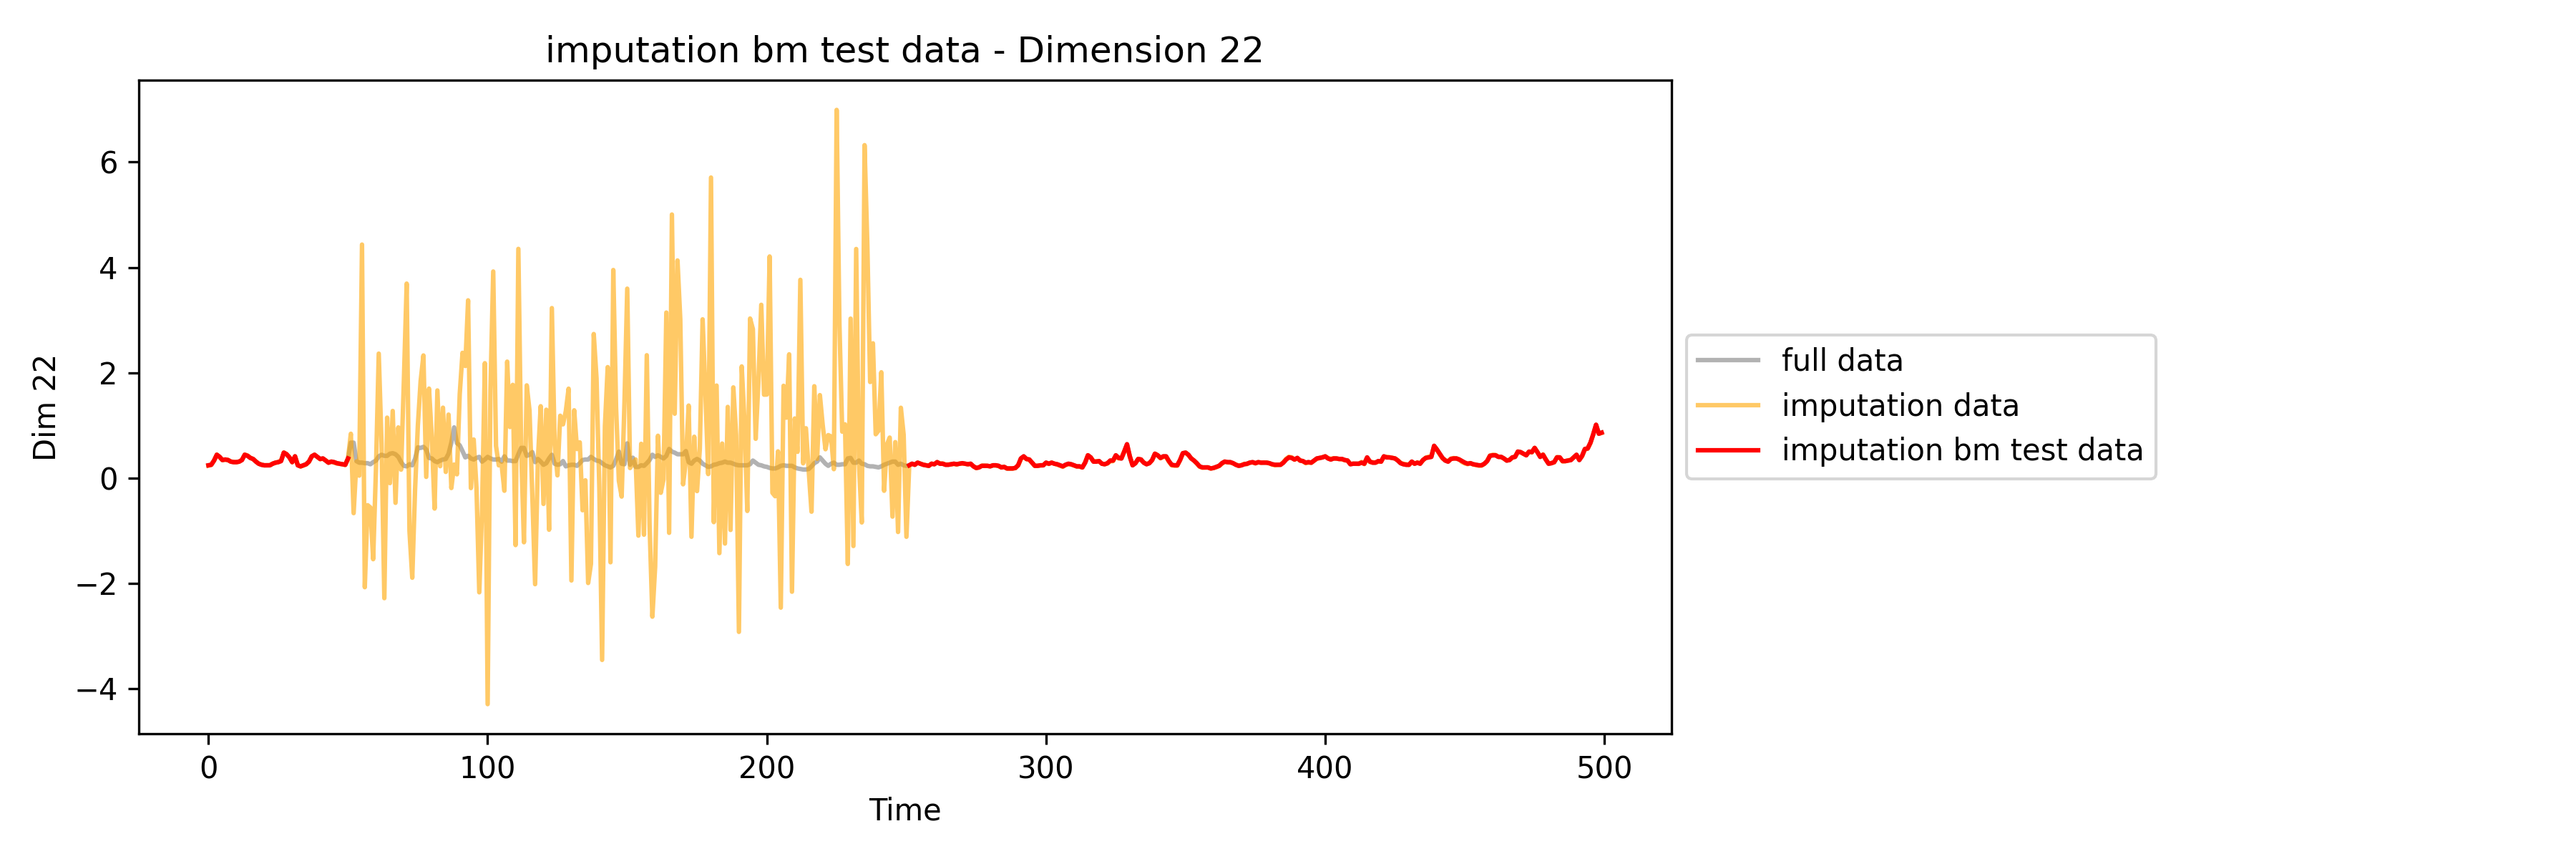 imputation bm test data - Dimension 22
Dim 22
6
4
2
0
−2
−4
0 100 200 300 400 500
Time
full data
imputation data
imputation bm test data